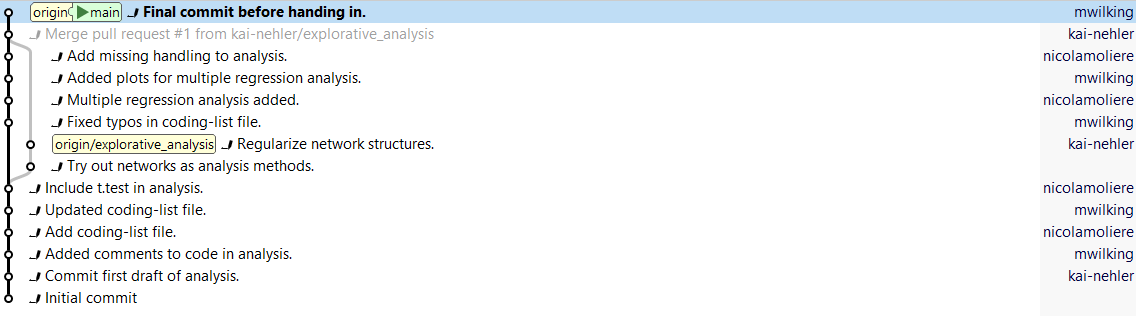 origin main Final commit before handing in. mwilking
Merge pull request #1 from kai-nehler/explorative_analysis kai-nehler
Add missing handling to analysis. nicolamoliere
Added plots for multiple regression analysis. mwilking
Multiple regression analysis added. nicolamoliere
Fixed typos in coding-list file. mwilking
origin/explorative_analysis Regularize network structures. kai-nehler
Try out networks as analysis methods.
Include t.test in analysis. nicolamoliere
Updated coding-list file. mwilking
Add coding-list file. nicolamoliere
Added comments to code in analysis. mwilking
Commit first draft of analysis. kai-nehler
Initial commit